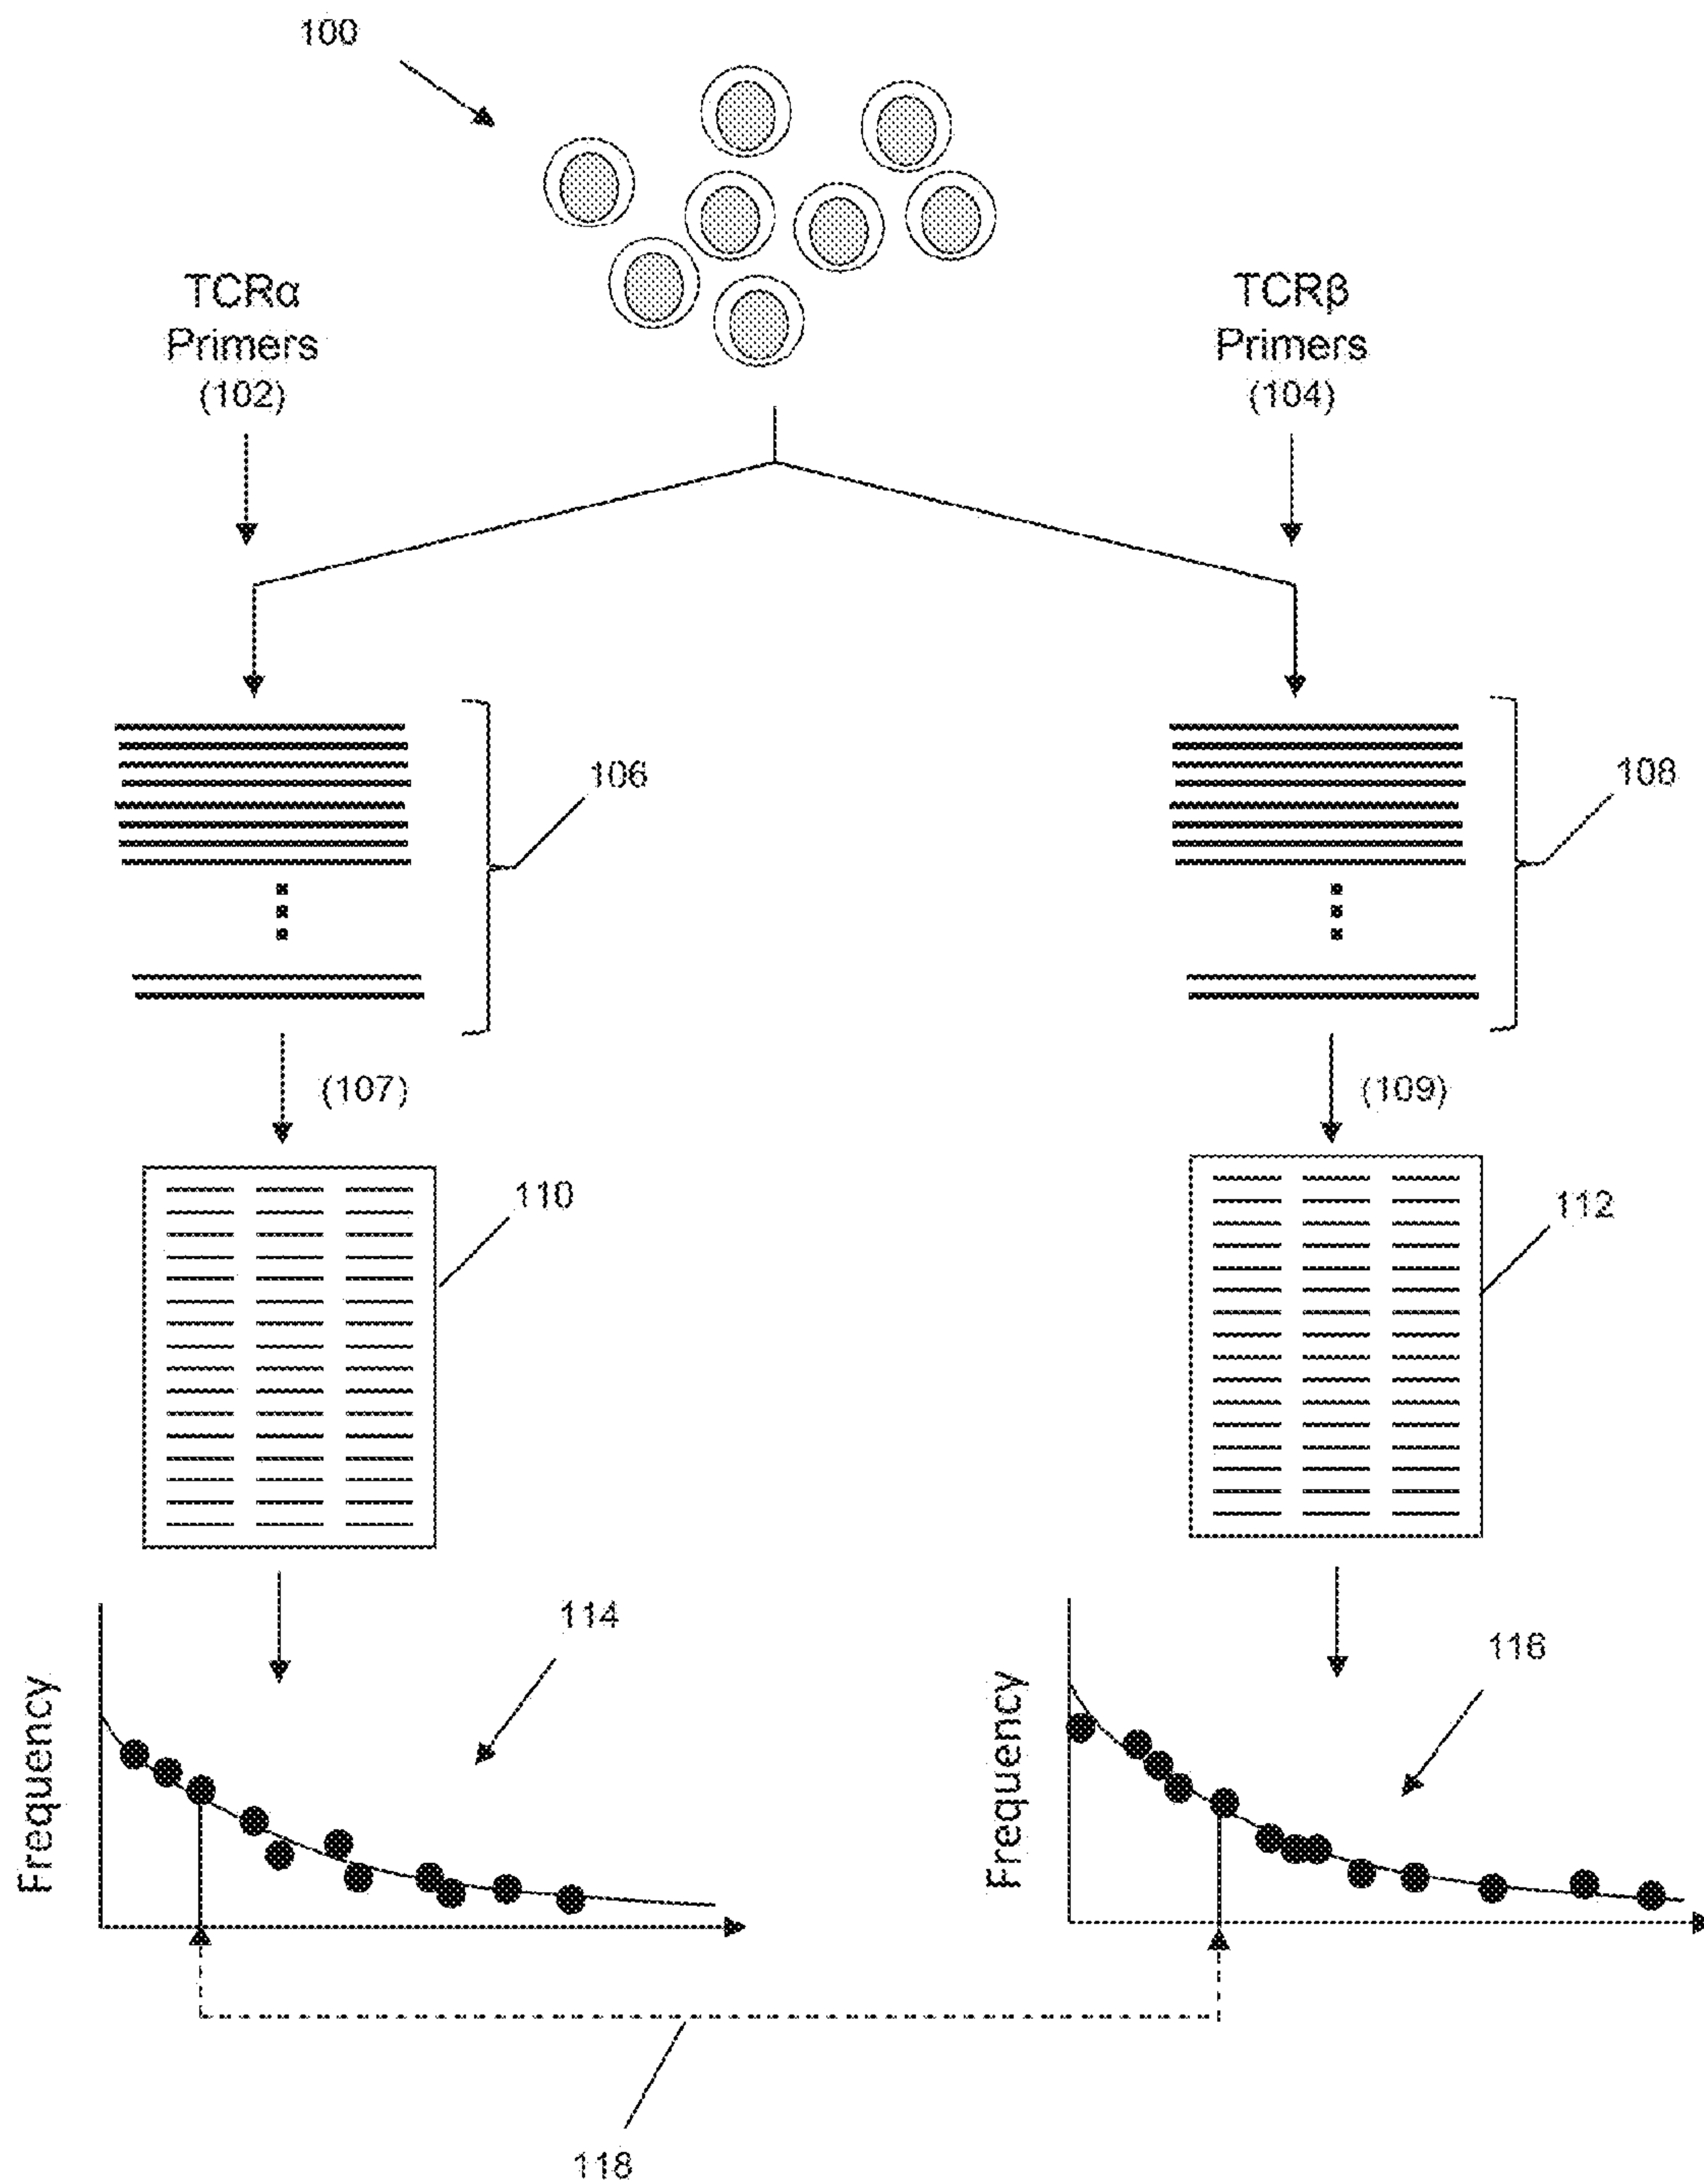 100
TCRα
Primers
(102)
TCRβ
Primers
(104)
106
108
(107)
(109)
110
112
114
116
Frequency
Frequency
118